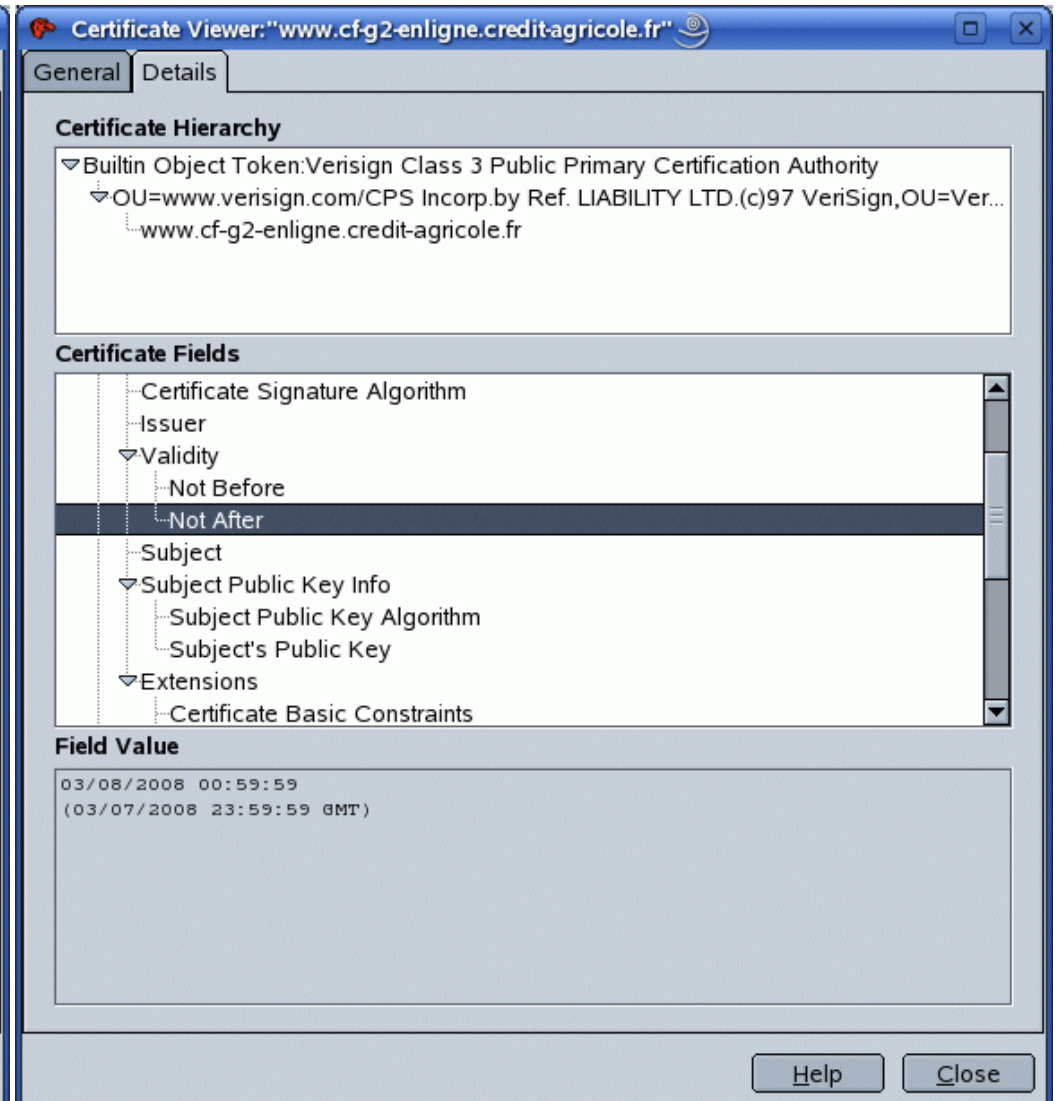 Certificate Viewer:"www.cf-g2-enligne.credit-agricole.fr"
General Details
Certificate Hierarchy
Builtin Object Token:Verisign Class 3 Public Primary Certification Authority
OU=www.verisign.com/CPS Incorp.by Ref. LIABILITY LTD.(c)97 VeriSign,OU=Ver...
www.cf-g2-enligne.credit-agricole.fr
Certificate Fields
Certificate Signature Algorithm
Issuer
Validity
Not Before
Not After
Subject
Subject Public Key Info
Subject Public Key Algorithm
Subject's Public Key
Extensions
Certificate Basic Constraints
Field Value
03/08/2008 00:59:59
(03/07/2008 23:59:59 GMT)
Help Close